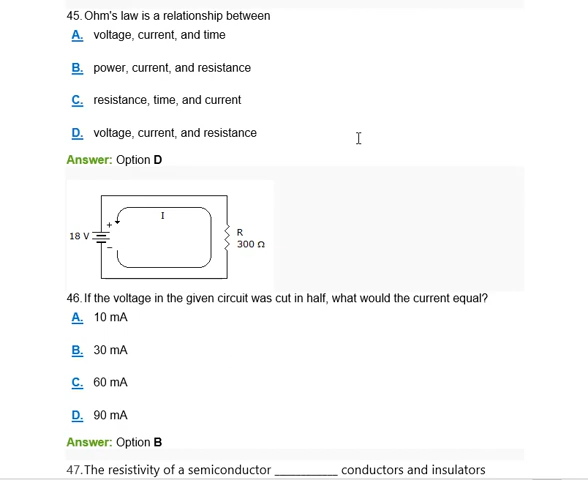 45. Ohm's law is a relationship between
A. voltage, current, and time
B. power, current, and resistance
C. resistance, time, and current
D. voltage, current, and resistance
Answer: Option D
I
+
18 V
R
300 Ω
−
46. If the voltage in the given circuit was cut in half, what would the current equal?
A. 10 mA
B. 30 mA
C. 60 mA
D. 90 mA
Answer: Option B
47. The resistivity of a semiconductor __________ conductors and insulators